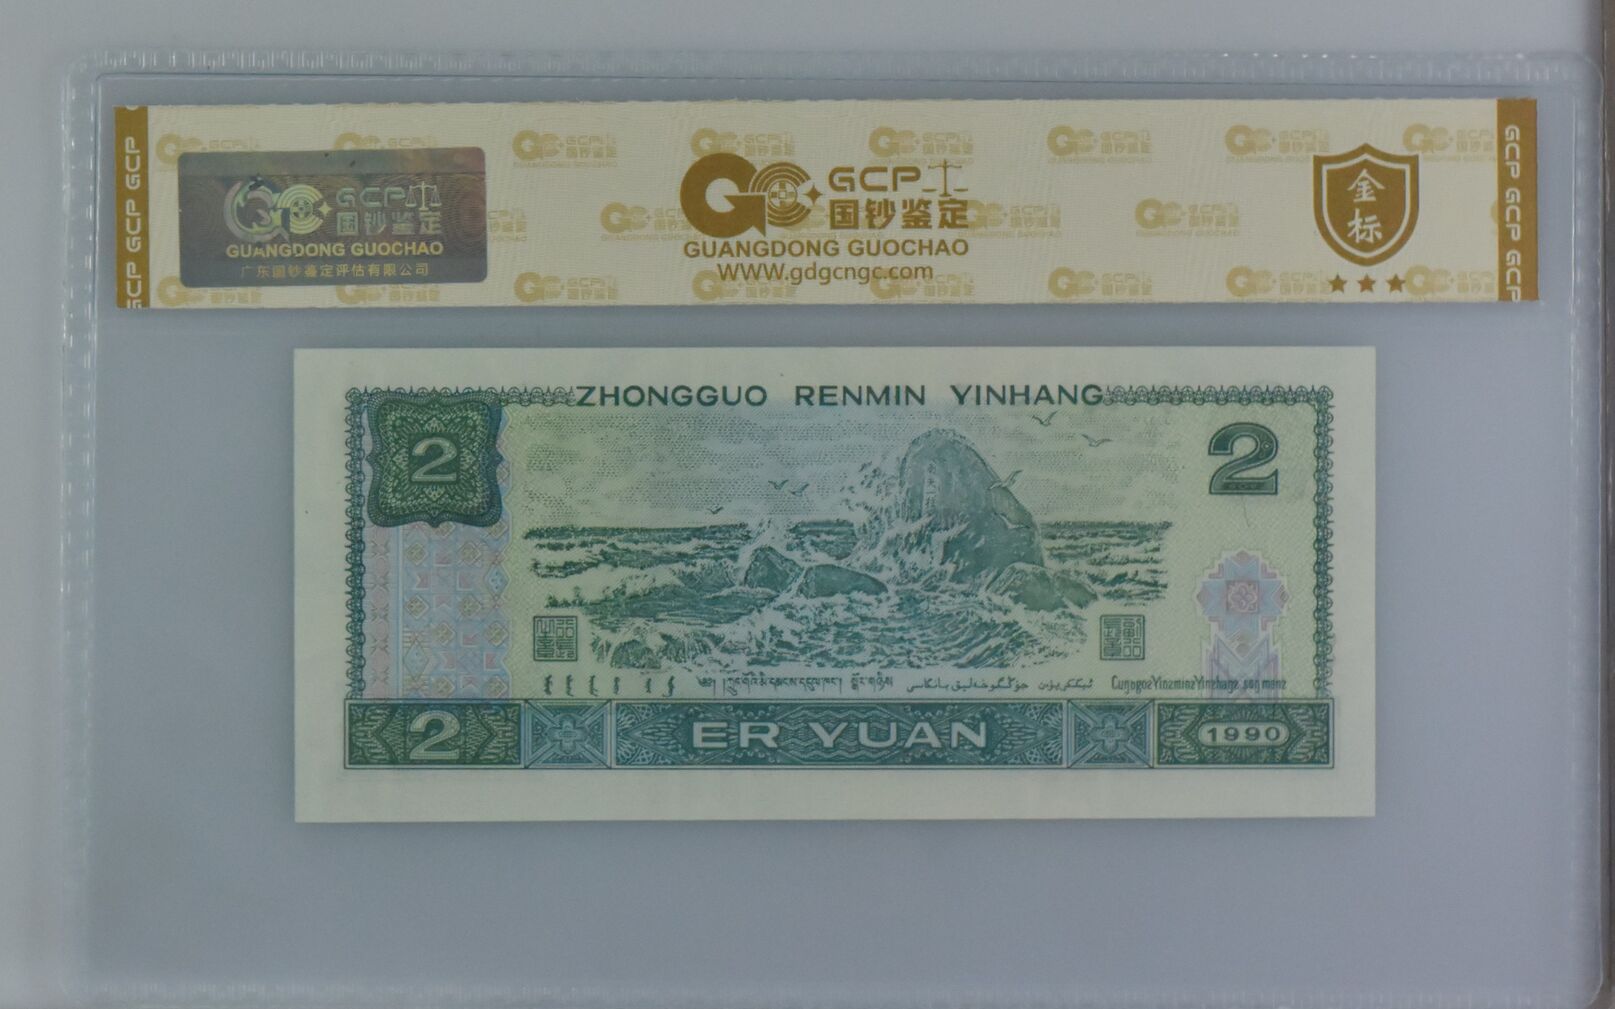 GCP GCP GCP
GCP
国钞鉴定
GUANGDONG GUOCHAO
广东国钞鉴定评估有限公司
GCP
国钞鉴定
GUANGDONG GUOCHAO
WWW.gdgcngc.com
金标
GCP GCP GCP
ZHONGGUO RENMIN YINHANG
2
2
2
ER YUAN
1990